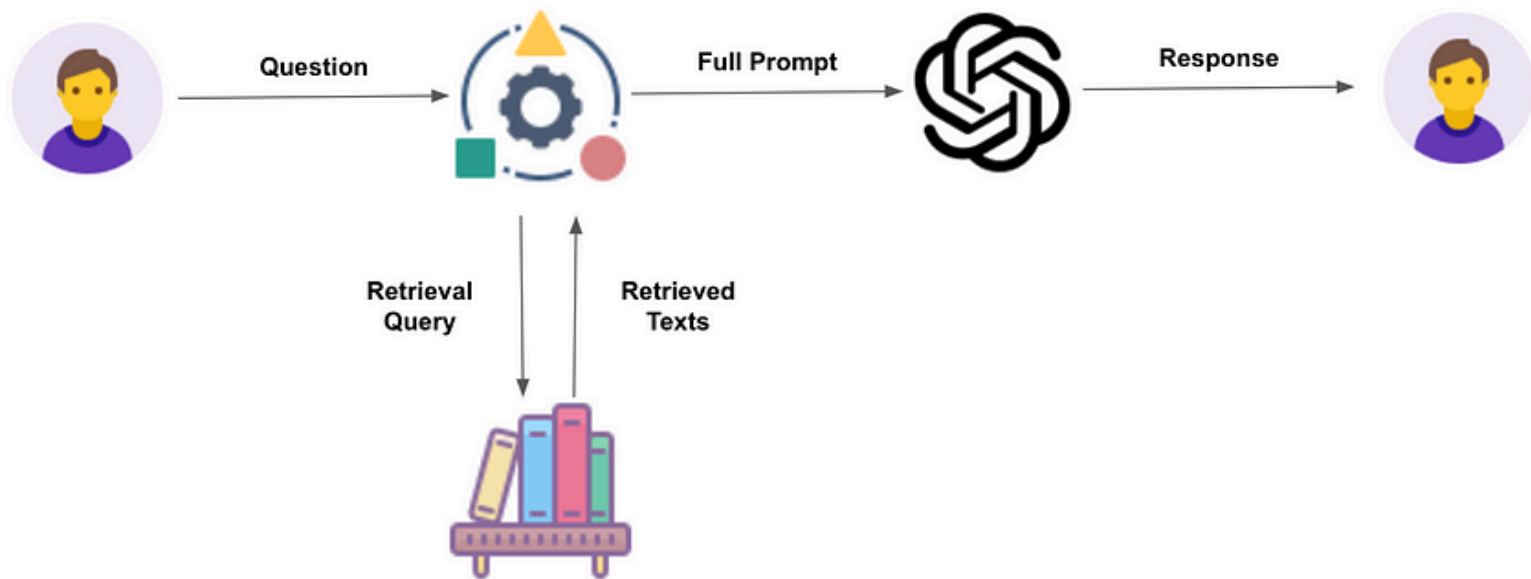 Question
Full Prompt
Response
Retrieval
Query
Retrieved
Texts